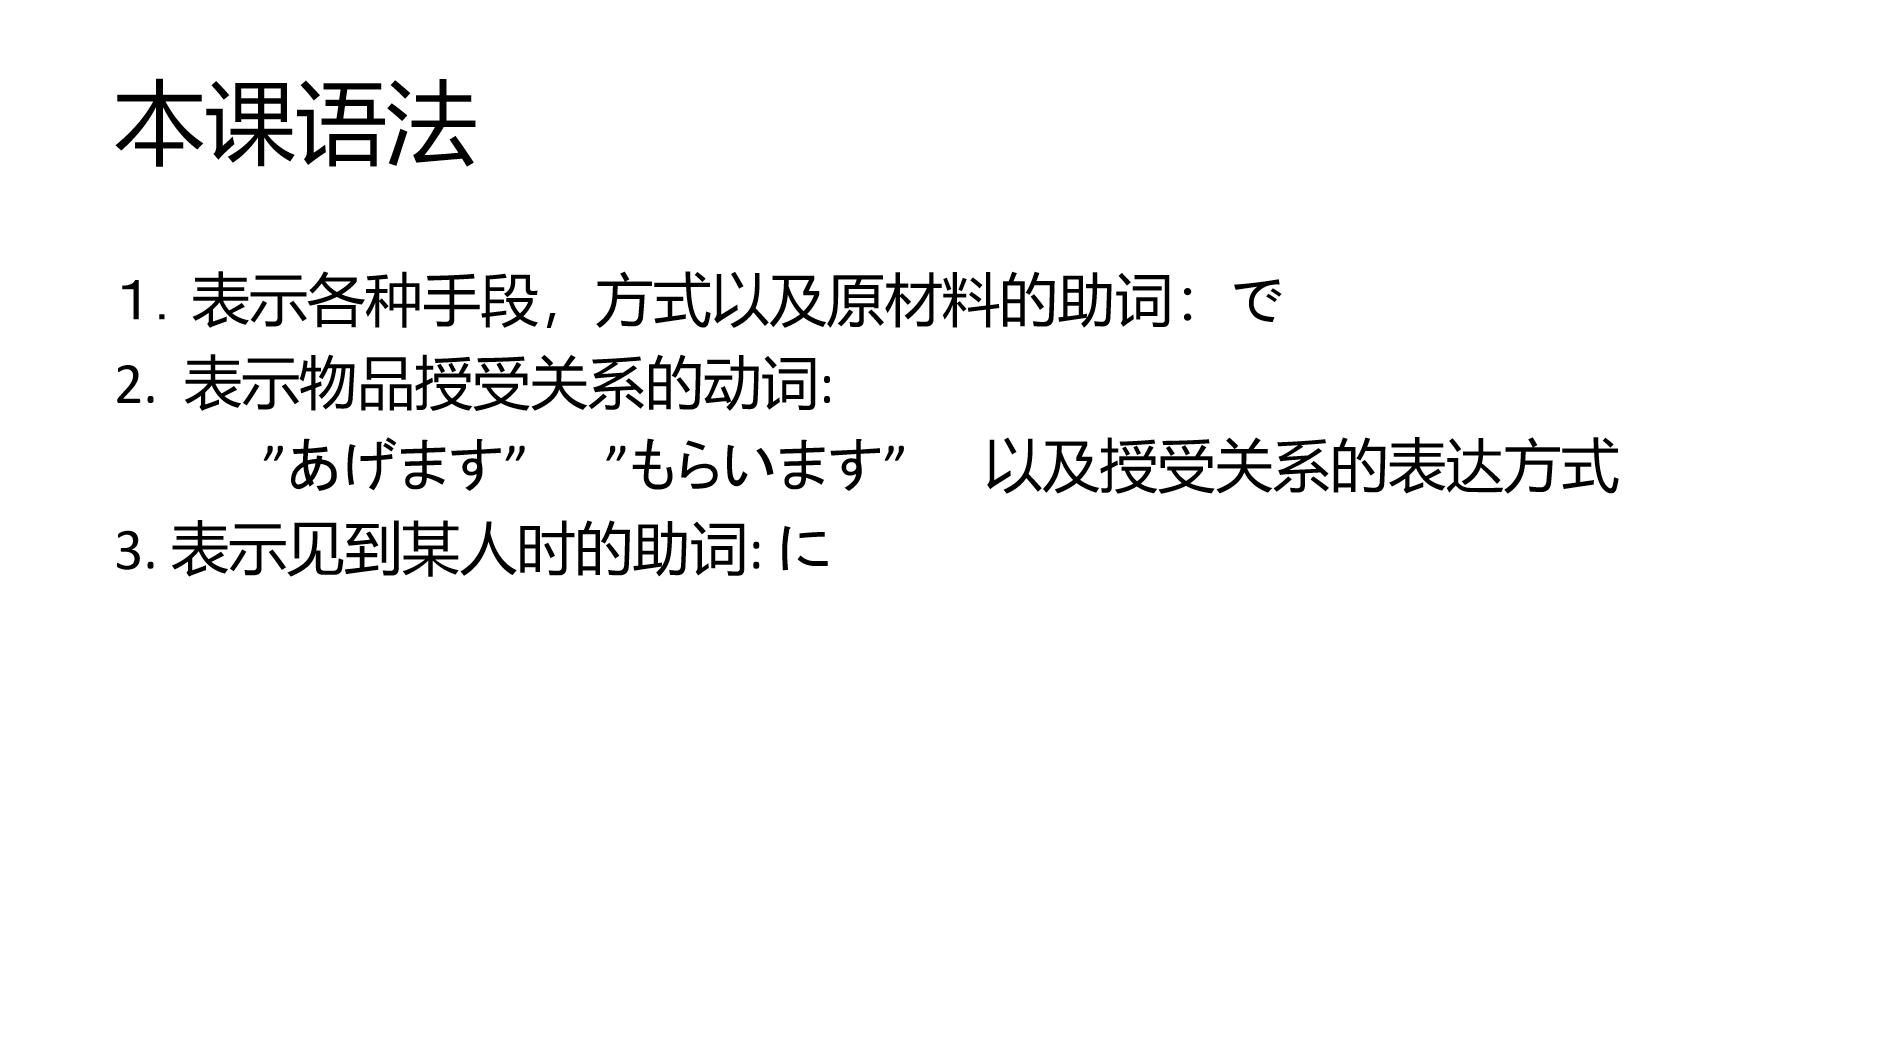 本课语法
１. 表示各种手段，方式以及原材料的助词：で
2. 表示物品授受关系的动词:
”あげます” ”もらいます” 以及授受关系的表达方式
3. 表示见到某人时的助词: に